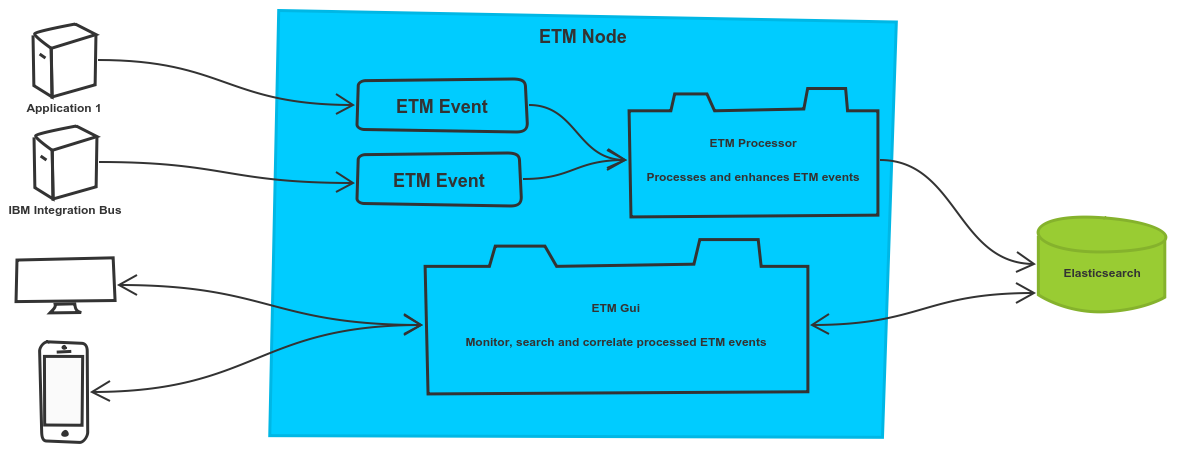 ETM Node
Application 1
ETM Event
ETM Processor
Processes and enhances ETM events
IBM Integration Bus
ETM Event
Elasticsearch
ETM Gui
Monitor, search and correlate processed ETM events